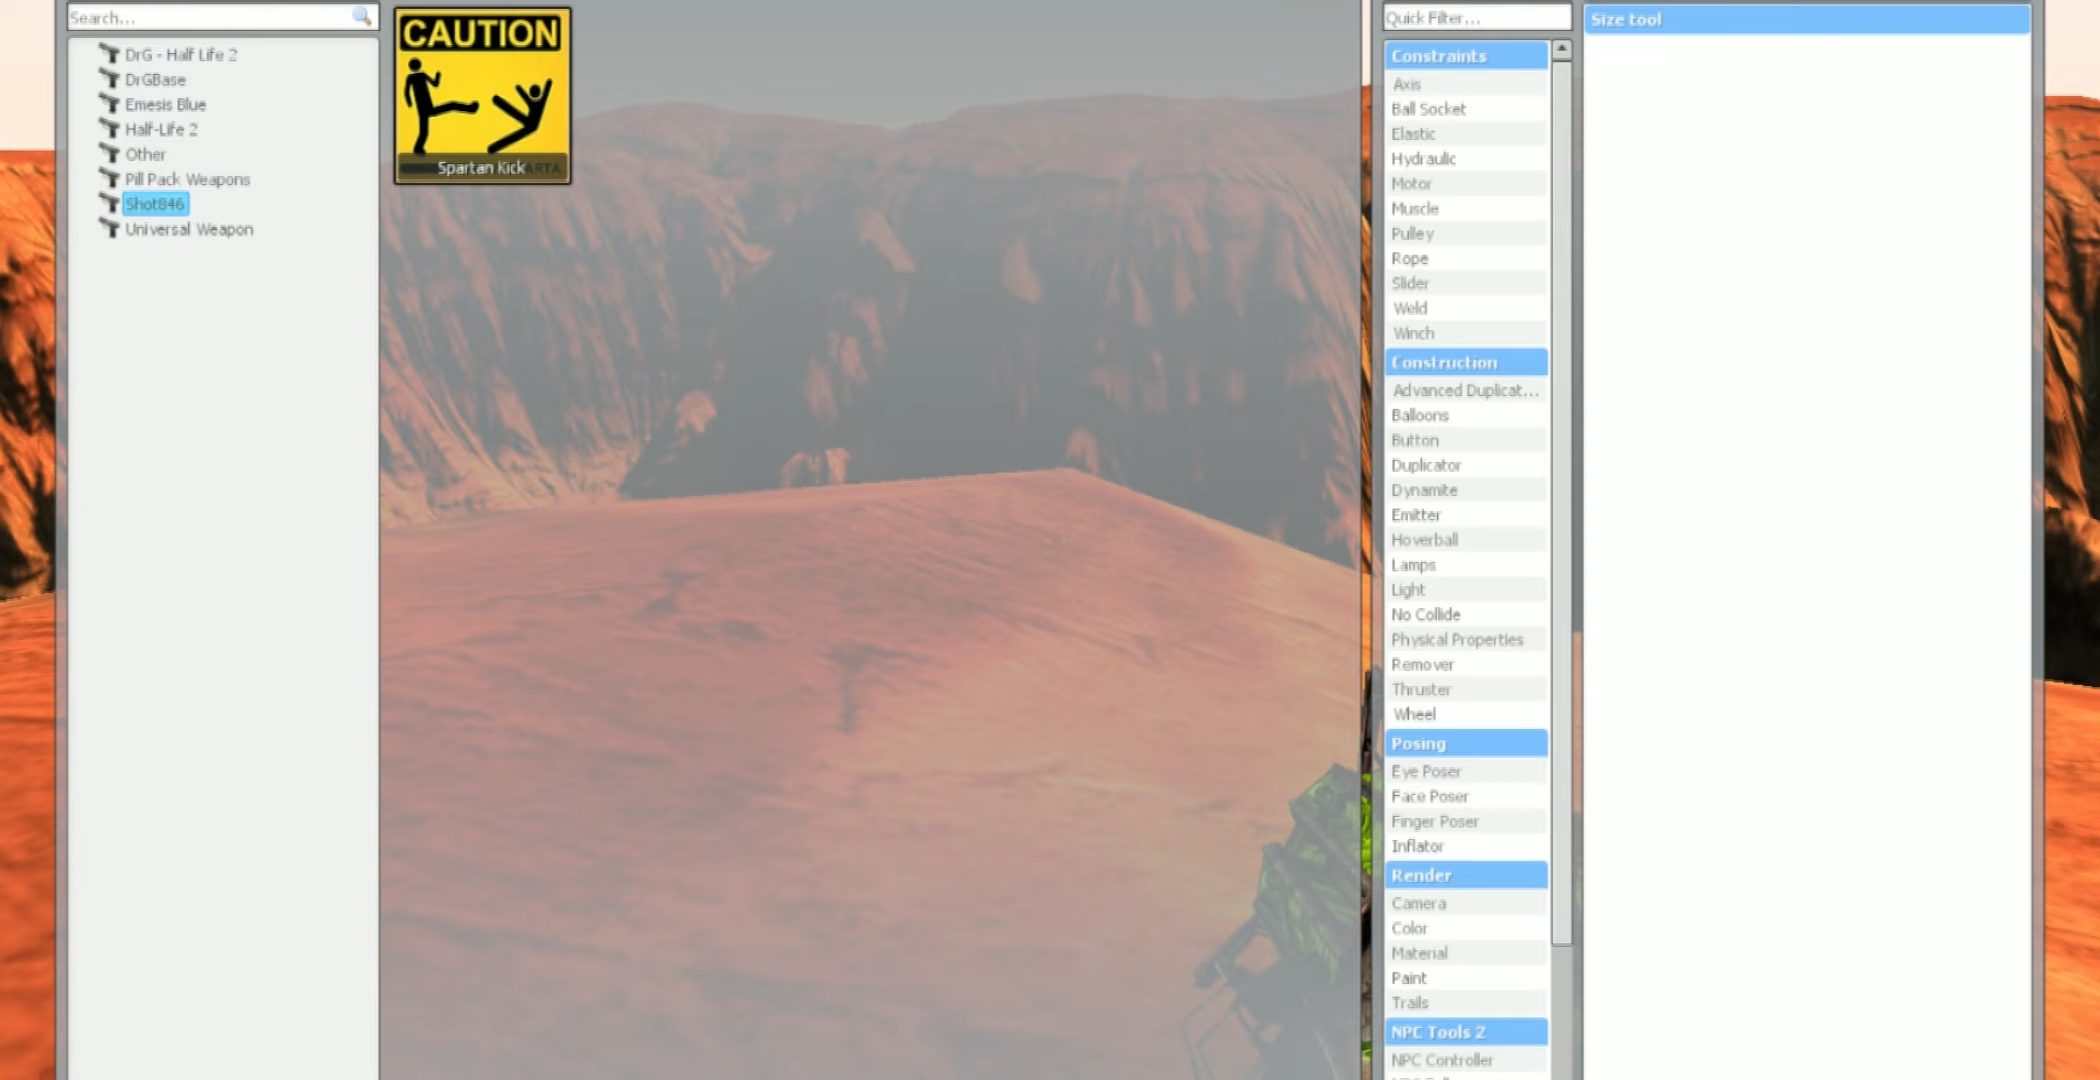 Search...
DrG - Half Life 2
DrGBase
Emesis Blue
Half-Life 2
Other
Pill Pack Weapons
Shot846
Universal Weapon
CAUTION
Spartan Kick
Quick Filter...
Constraints
Axis
Ball Socket
Elastic
Hydraulic
Motor
Muscle
Pulley
Rope
Slider
Weld
Winch
Construction
Advanced Duplicat...
Balloons
Button
Duplicator
Dynamite
Emitter
Hoverball
Lamps
Light
No Collide
Physical Properties
Remover
Thruster
Wheel
Posing
Eye Poser
Face Poser
Finger Poser
Inflator
Render
Camera
Color
Material
Paint
Trails
NPC Tools 2
NPC Controller
Size tool